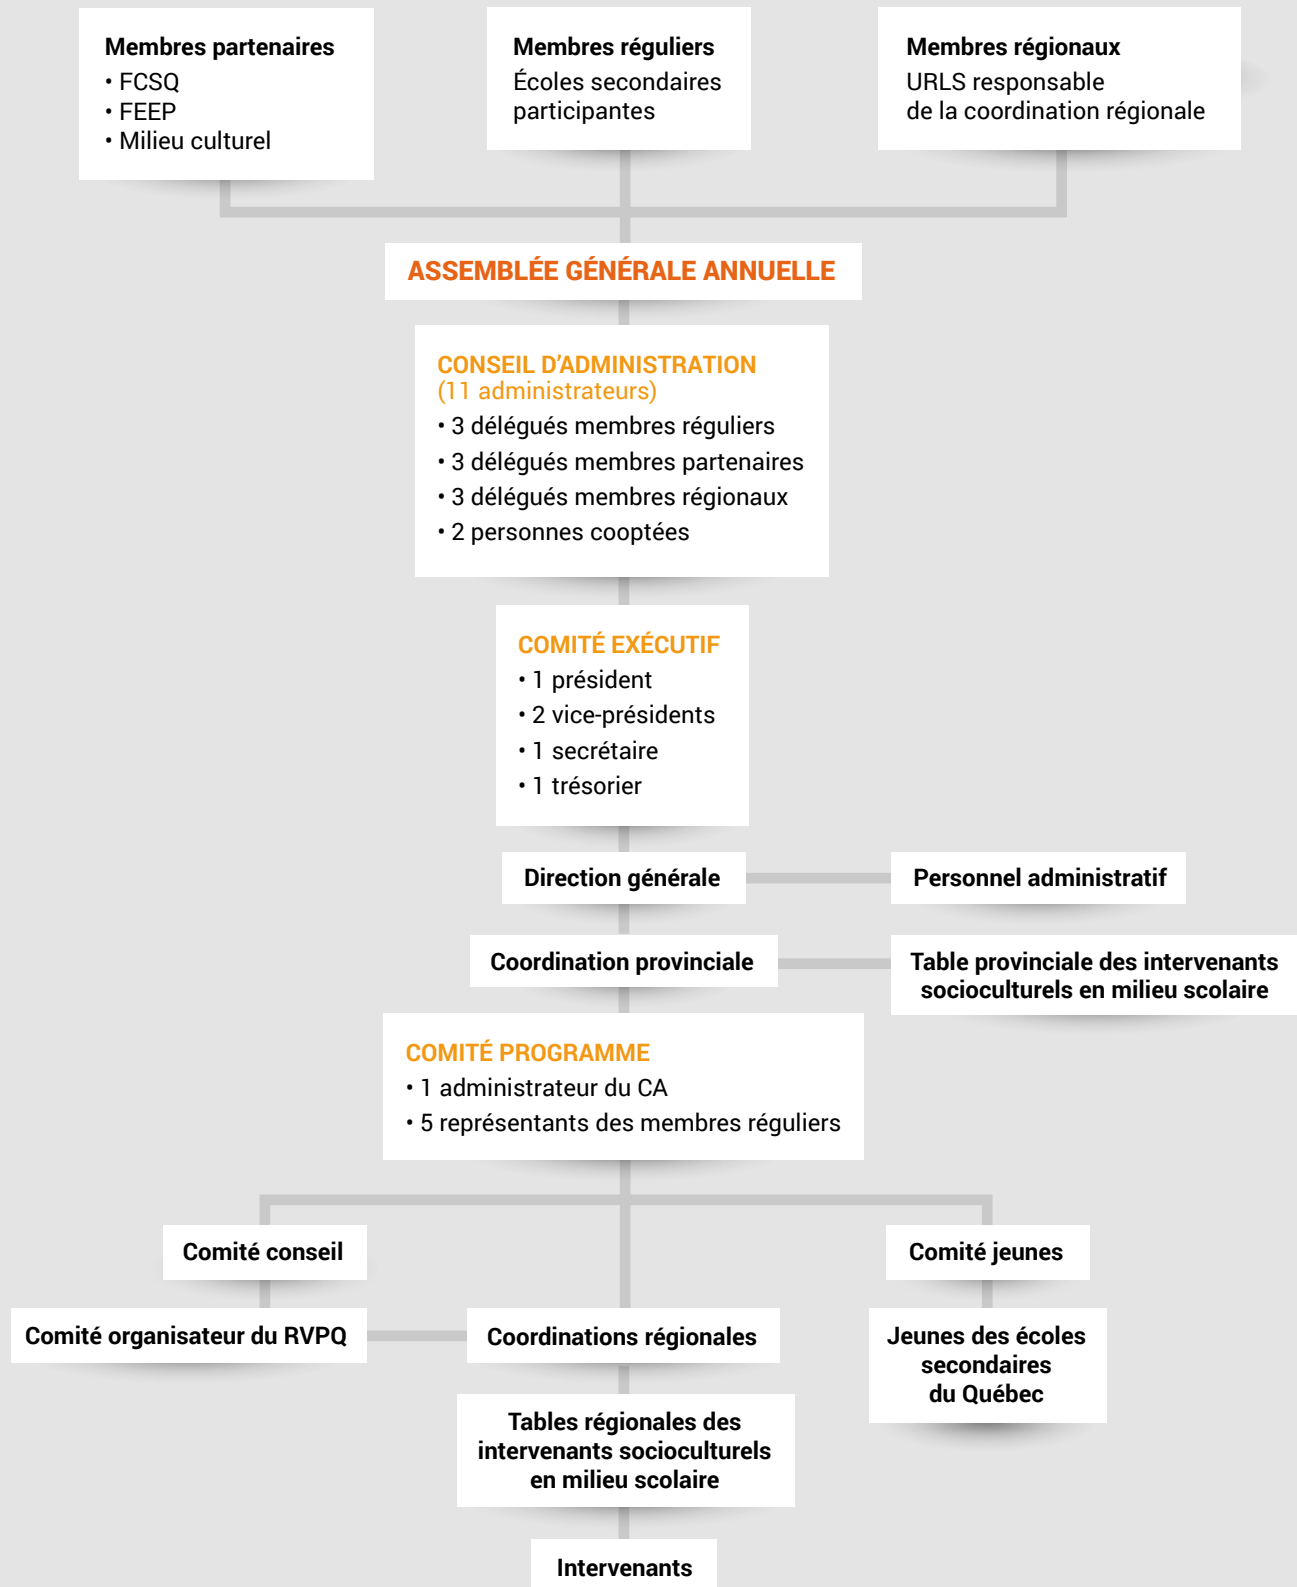 Membres partenaires
• FCSQ
• FEEP
• Milieu culturel
Membres réguliers
Écoles secondaires
participantes
Membres régionaux
URLS responsable
de la coordination régionale
ASSEMBLÉE GÉNÉRALE ANNUELLE
CONSEIL D'ADMINISTRATION
(11 administrateurs)
• 3 délégués membres réguliers
• 3 délégués membres partenaires
• 3 délégués membres régionaux
• 2 personnes cooptées
COMITÉ EXÉCUTIF
• 1 président
• 2 vice-présidents
• 1 secrétaire
• 1 trésorier
Direction générale
Personnel administratif
Coordination provinciale
Table provinciale des intervenants
socioculturels en milieu scolaire
COMITÉ PROGRAMME
• 1 administrateur du CA
• 5 représentants des membres réguliers
Comité conseil
Comité jeunes
Comité organisateur du RVPQ
Coordinations régionales
Jeunes des écoles
secondaires
du Québec
Tables régionales des
intervenants socioculturels
en milieu scolaire
Intervenants